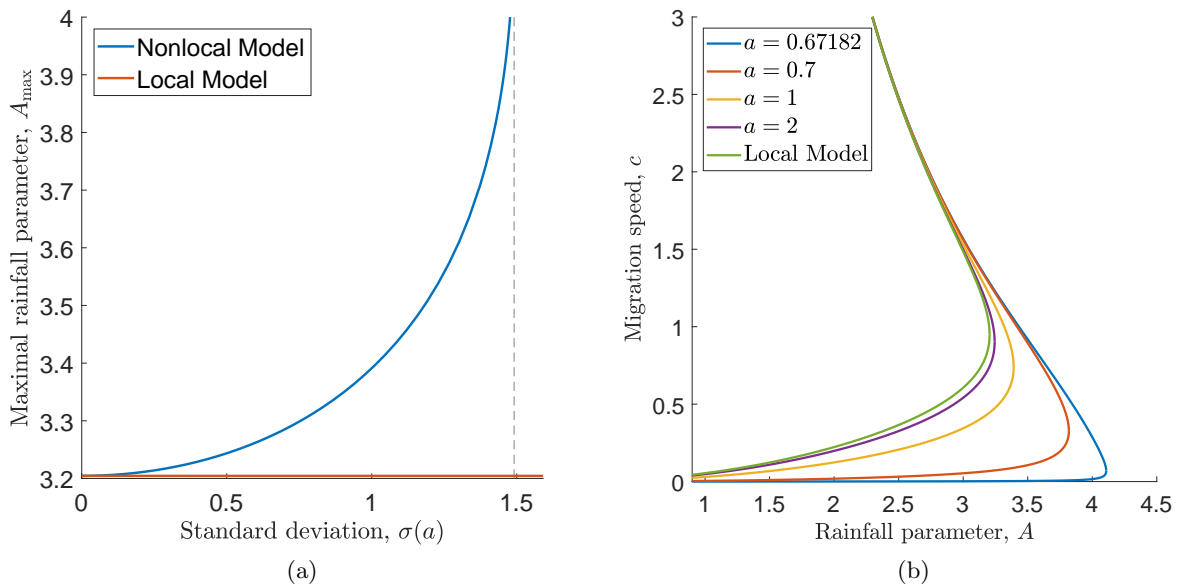 4
3.9
3.8
3.7
3.6
3.5
3.4
3.3
3.2
0
0.5
1
1.5
Maximal rainfall parameter, A_max
Standard deviation, σ(a)
Nonlocal Model
Local Model
(a)
3
2.5
2
1.5
1
0.5
0
1
1.5
2
2.5
3
3.5
4
4.5
Migration speed, c
Rainfall parameter, A
a = 0.67182
a = 0.7
a = 1
a = 2
Local Model
(b)